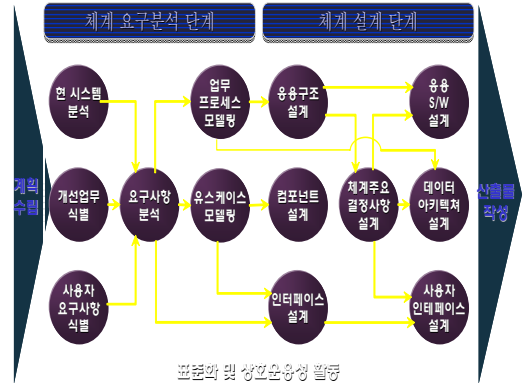 체계 요구분석 단계
체계 설계 단계
계획
수립
현 시스템
분석
개선업무
식별
사용자
요구사항
식별
요구사항
분석
업무
프로세스
모델링
유스케이스
모델링
응용구조
설계
컴포넌트
설계
인터페이스
설계
체계주요
결정사항
설계
응용
S/W
설계
데이터
아키텍쳐
설계
사용자
인터페이스
설계
산출물
작성
표준화 및 상호운용성 활동